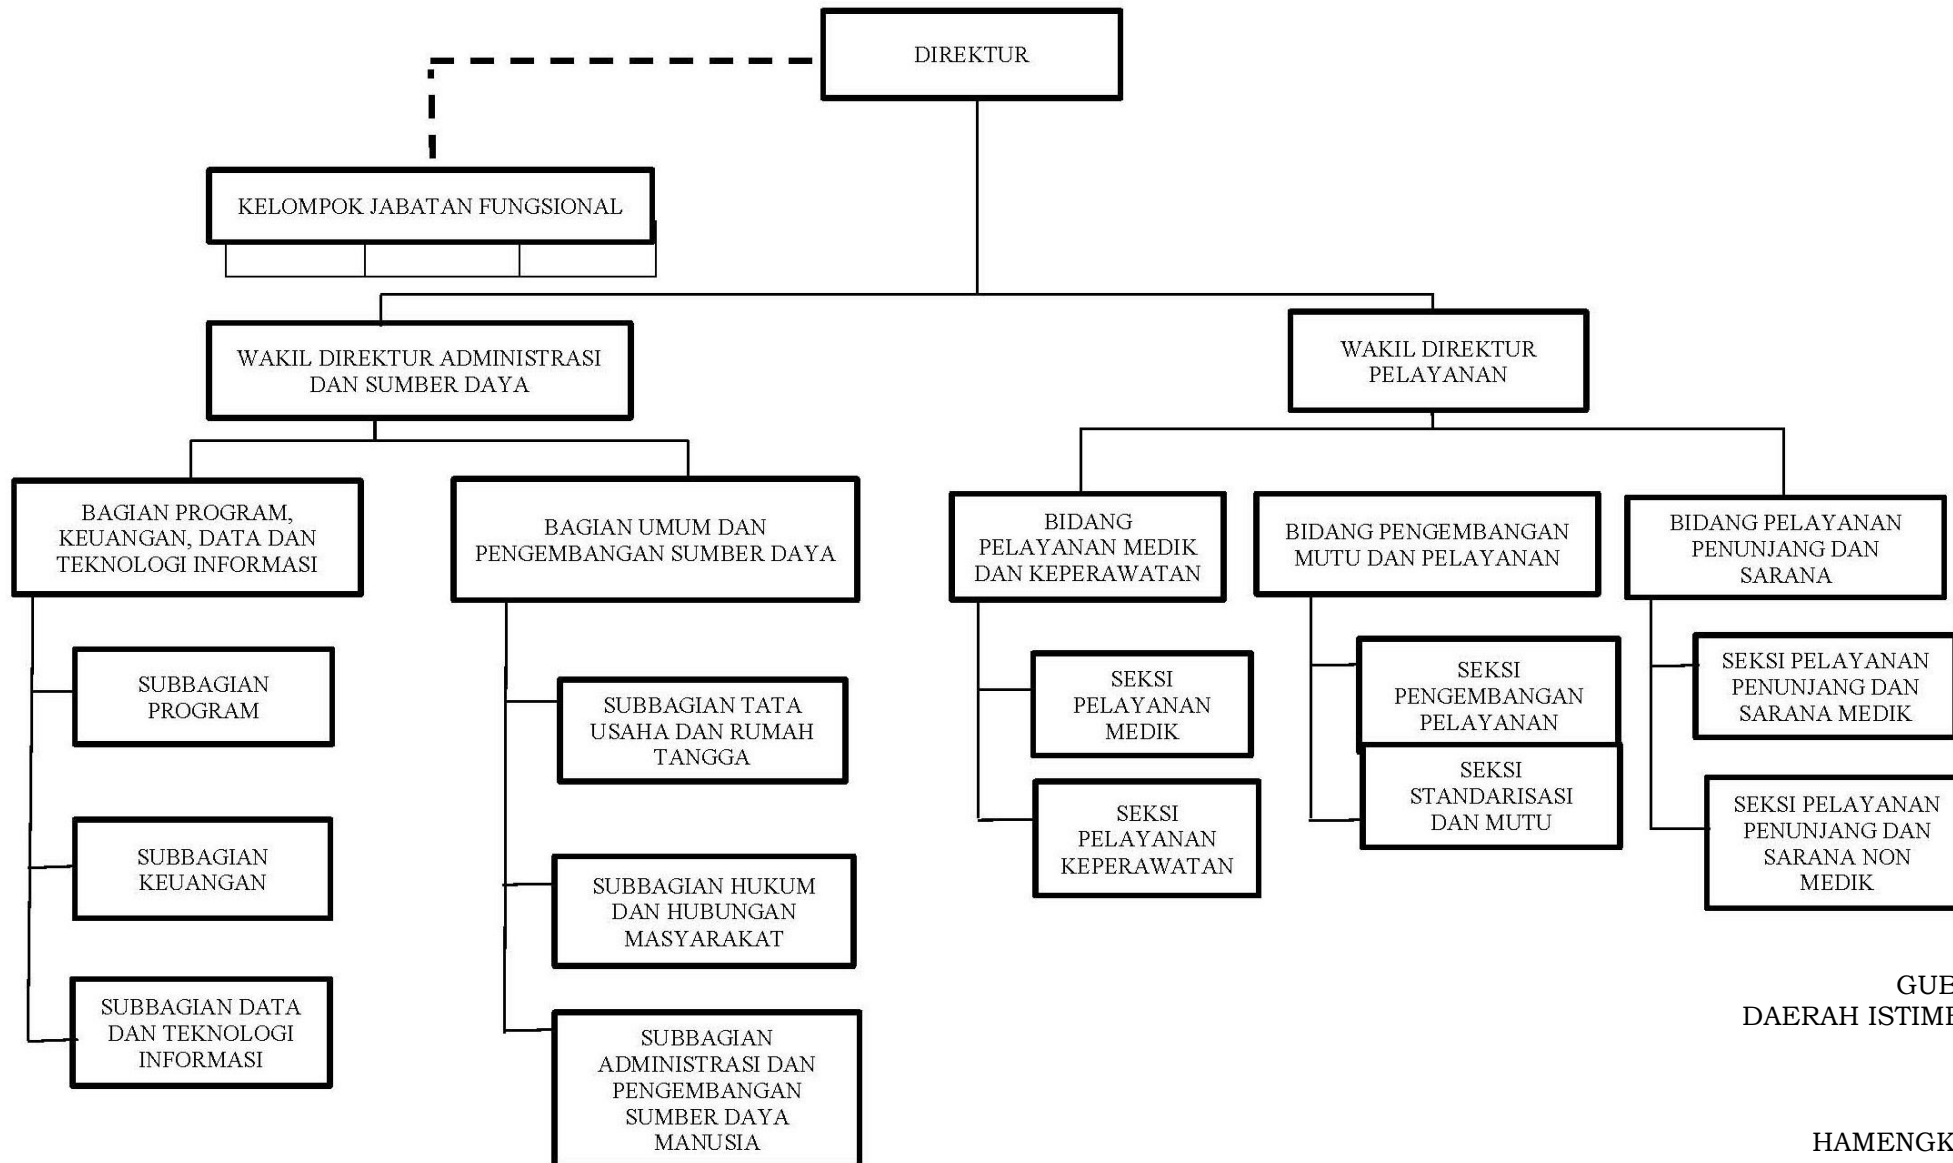 DIREKTUR
KELOMPOK JABATAN FUNGSIONAL
WAKIL DIREKTUR ADMINISTRASI
DAN SUMBER DAYA
WAKIL DIREKTUR
PELAYANAN
BAGIAN PROGRAM,
KEUANGAN, DATA DAN
TEKNOLOGI INFORMASI
BAGIAN UMUM DAN
PENGEMBANGAN SUMBER DAYA
BIDANG
PELAYANAN MEDIK
DAN KEPERAWATAN
BIDANG PENGEMBANGAN
MUTU DAN PELAYANAN
BIDANG PELAYANAN
PENUNJANG DAN
SARANA
SUBBAGIAN
PROGRAM
SUBBAGIAN
KEUANGAN
SUBBAGIAN DATA
DAN TEKNOLOGI
INFORMASI
SUBBAGIAN TATA
USAHA DAN RUMAH
TANGGA
SUBBAGIAN HUKUM
DAN HUBUNGAN
MASYARAKAT
SUBBAGIAN
ADMINISTRASI DAN
PENGEMBANGAN
SUMBER DAYA
MANUSIA
SEKSI
PELAYANAN
MEDIK
SEKSI
PELAYANAN
KEPERAWATAN
SEKSI
PENGEMBANGAN
PELAYANAN
SEKSI
STANDARISASI
DAN MUTU
SEKSI PELAYANAN
PENUNJANG DAN
SARANA MEDIK
SEKSI PELAYANAN
PENUNJANG DAN
SARANA NON
MEDIK
GUB
DAERAH ISTIME
HAMENGK